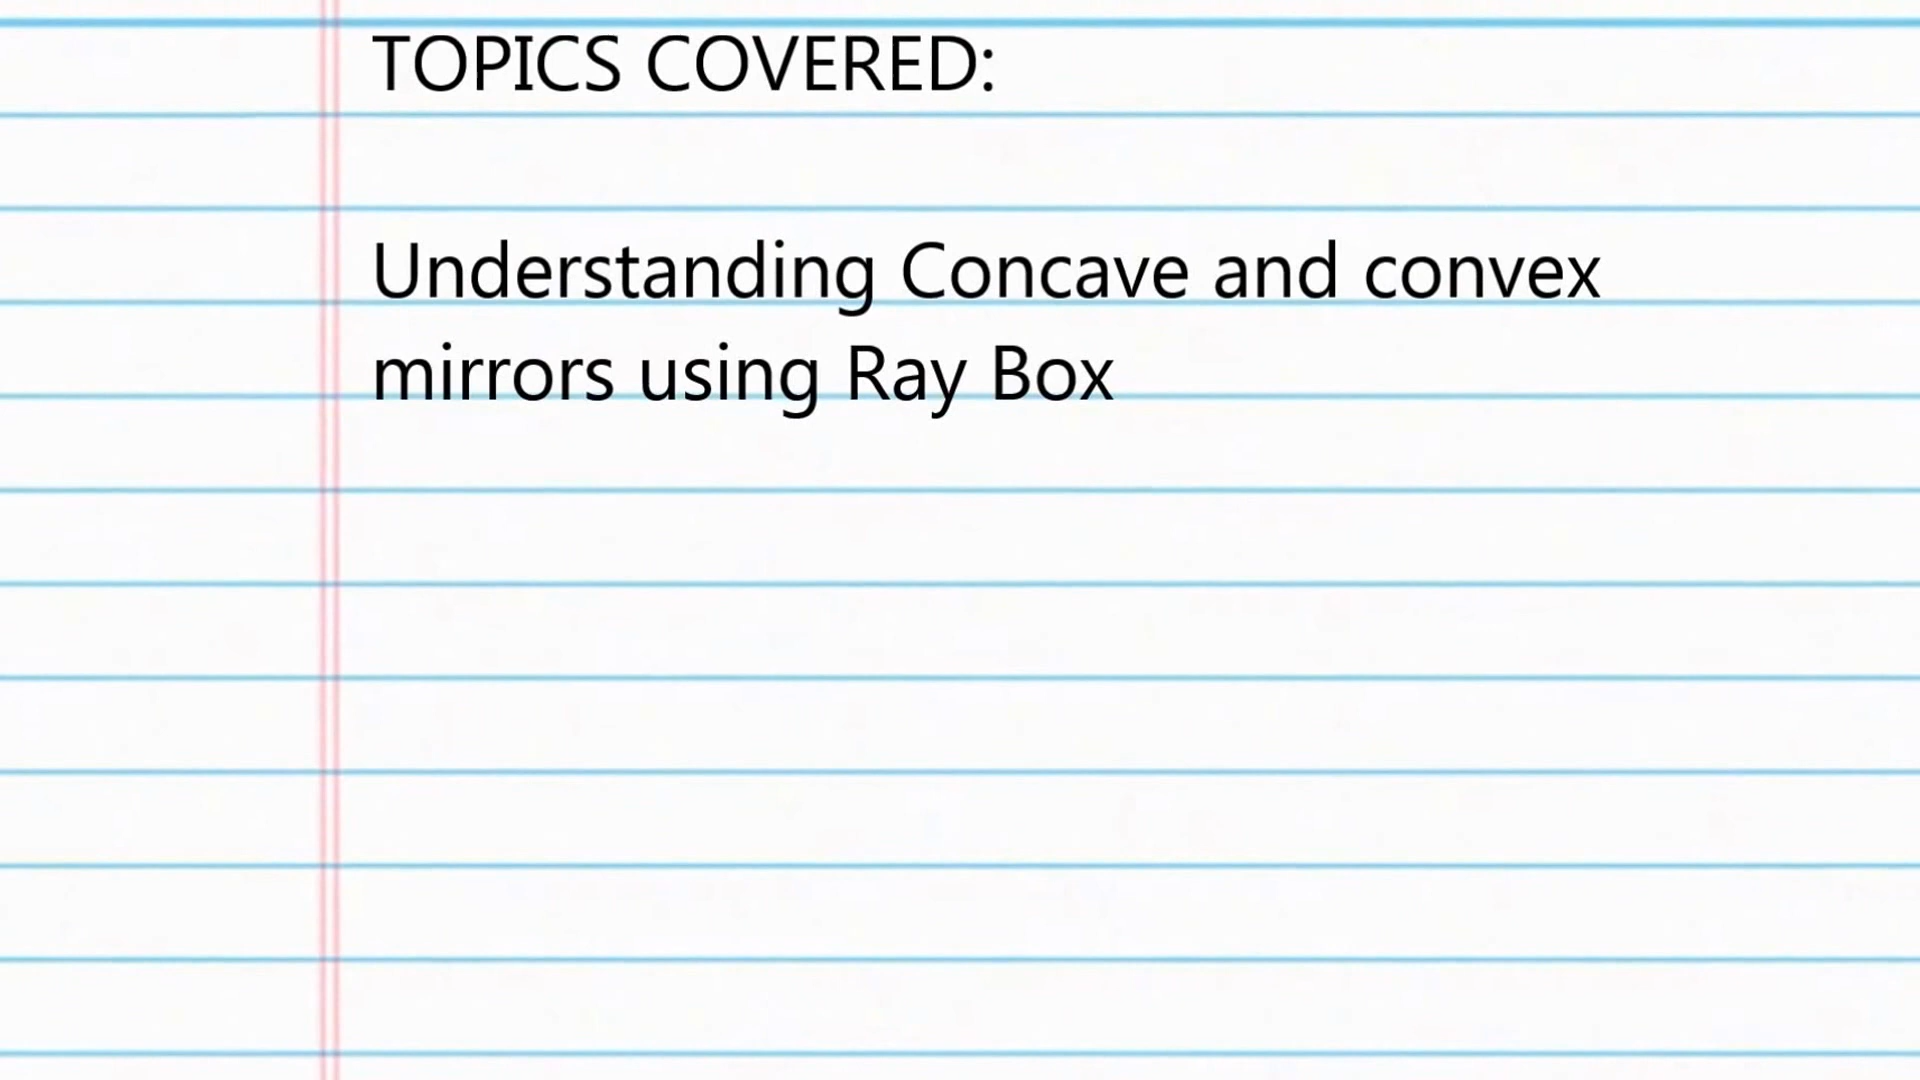 TOPICS COVERED:
Understanding Concave and convex
mirrors using Ray Box